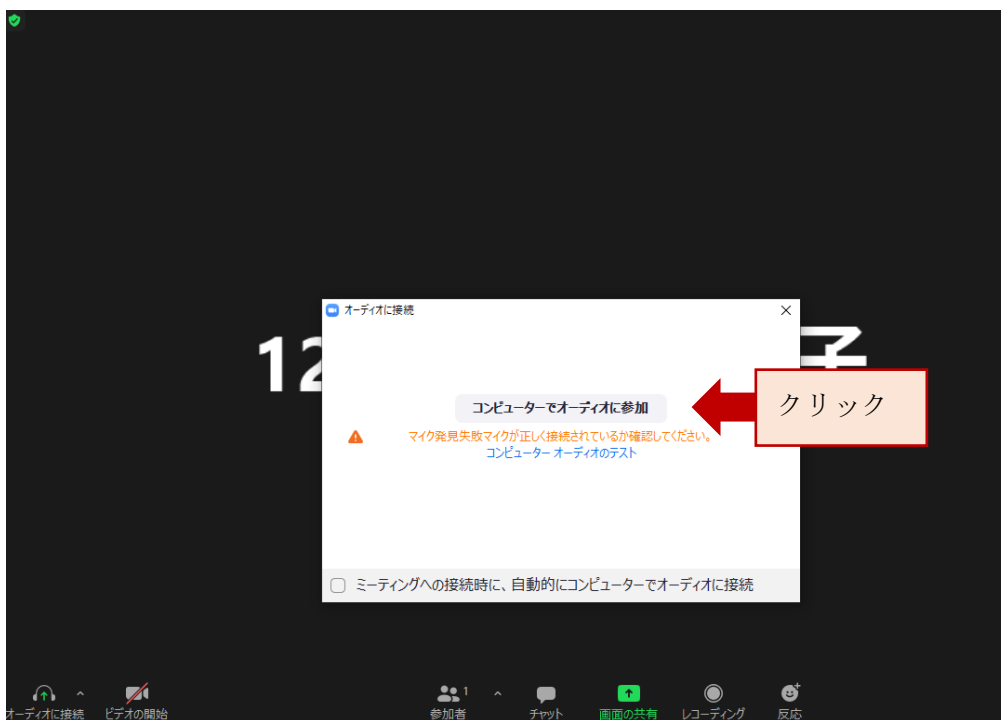 オーディオに接続
12
子
コンピューターでオーディオに参加
クリック
マイク発見失敗マイクが正しく接続されているか確認してください。
コンピューター オーディオのテスト
ミーティングへの接続時に、自動的にコンピューターでオーディオに接続
オーディオに接続
ビデオの開始
1
参加者
チャット
画面の共有
レコーディング
反応